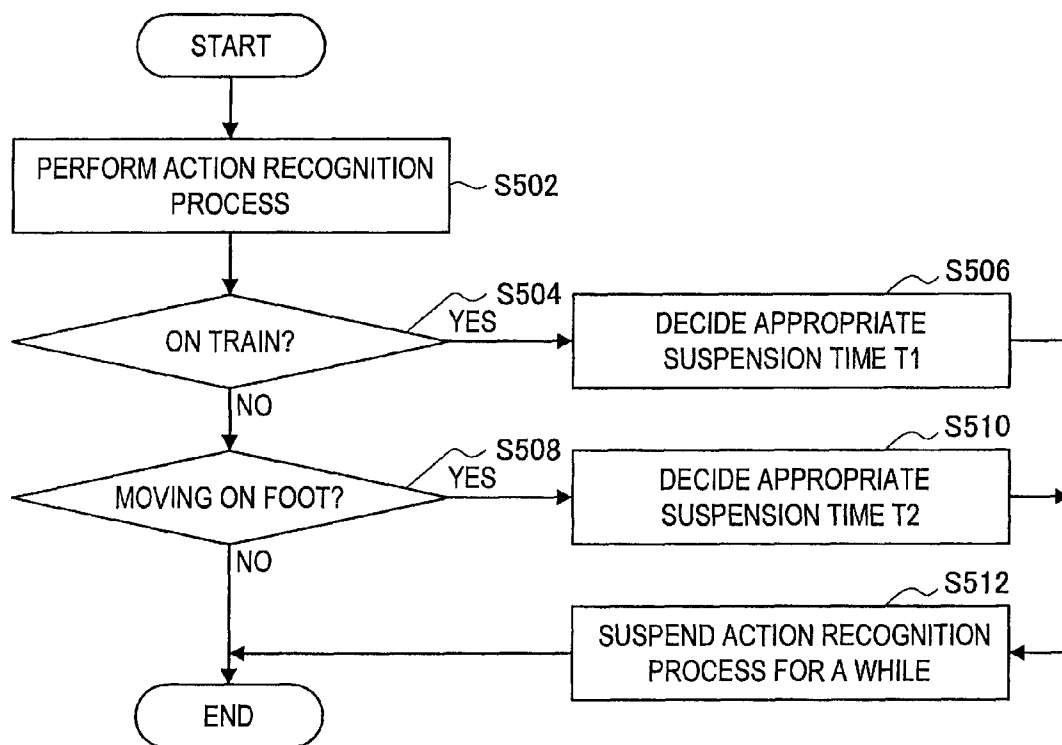 START
PERFORM ACTION RECOGNITION
PROCESS
S502
ON TRAIN?
S504
YES
NO
DECIDE APPROPRIATE
SUSPENSION TIME T1
S506
MOVING ON FOOT?
S508
YES
NO
DECIDE APPROPRIATE
SUSPENSION TIME T2
S510
SUSPEND ACTION RECOGNITION
PROCESS FOR A WHILE
S512
END